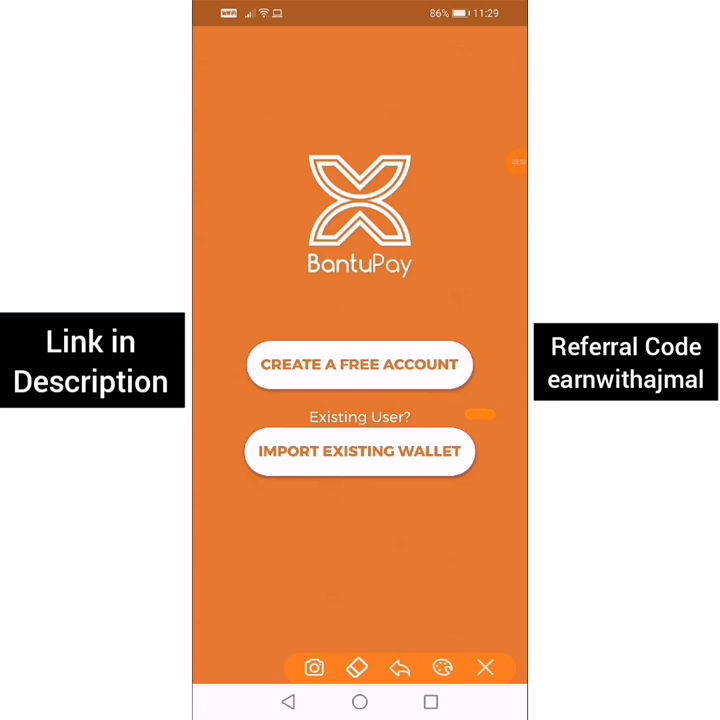 86% 11:29
BantuPay
Link in
Description
CREATE A FREE ACCOUNT
Existing User?
IMPORT EXISTING WALLET
Referral Code
earnwithajmal